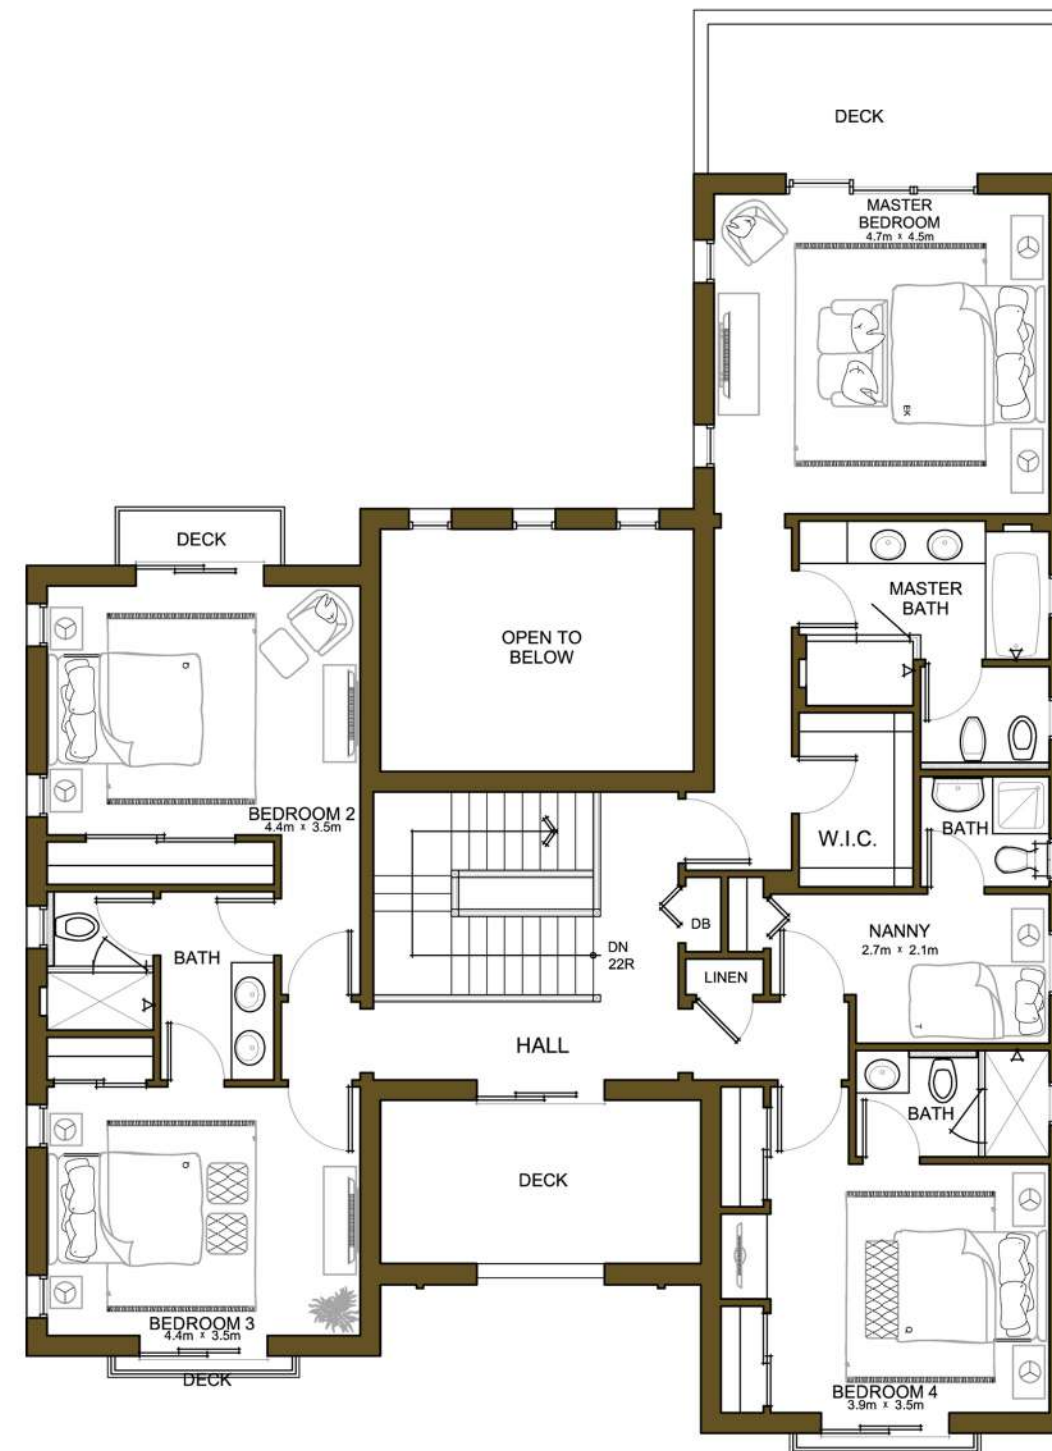 DECK
MASTER
BEDROOM
4.7m x 4.5m
EK
DECK
MASTER
BATH
OPEN TO
BELOW
Q
BEDROOM 2
4.4m x 3.5m
BATH
W.I.C.
DB
NANNY
2.7m x 2.1m
BATH
DN
22R
LINEN
T
HALL
BATH
Q
DECK
BEDROOM 3
4.4m x 3.5m
DECK
Q
BEDROOM 4
3.9m x 3.5m